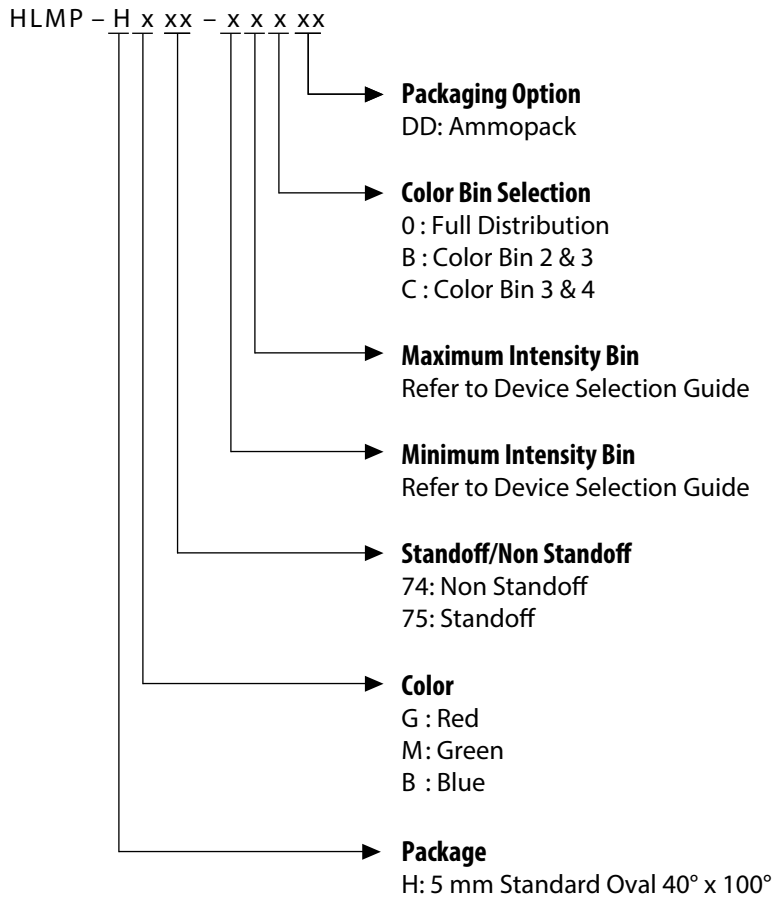 HLMP – H x xx – x x x xx
Packaging Option
DD: Ammopack
Color Bin Selection
0 : Full Distribution
B : Color Bin 2 & 3
C : Color Bin 3 & 4
Maximum Intensity Bin
Refer to Device Selection Guide
Minimum Intensity Bin
Refer to Device Selection Guide
Standoff/Non Standoff
74: Non Standoff
75: Standoff
Color
G : Red
M: Green
B : Blue
Package
H: 5 mm Standard Oval 40° x 100°